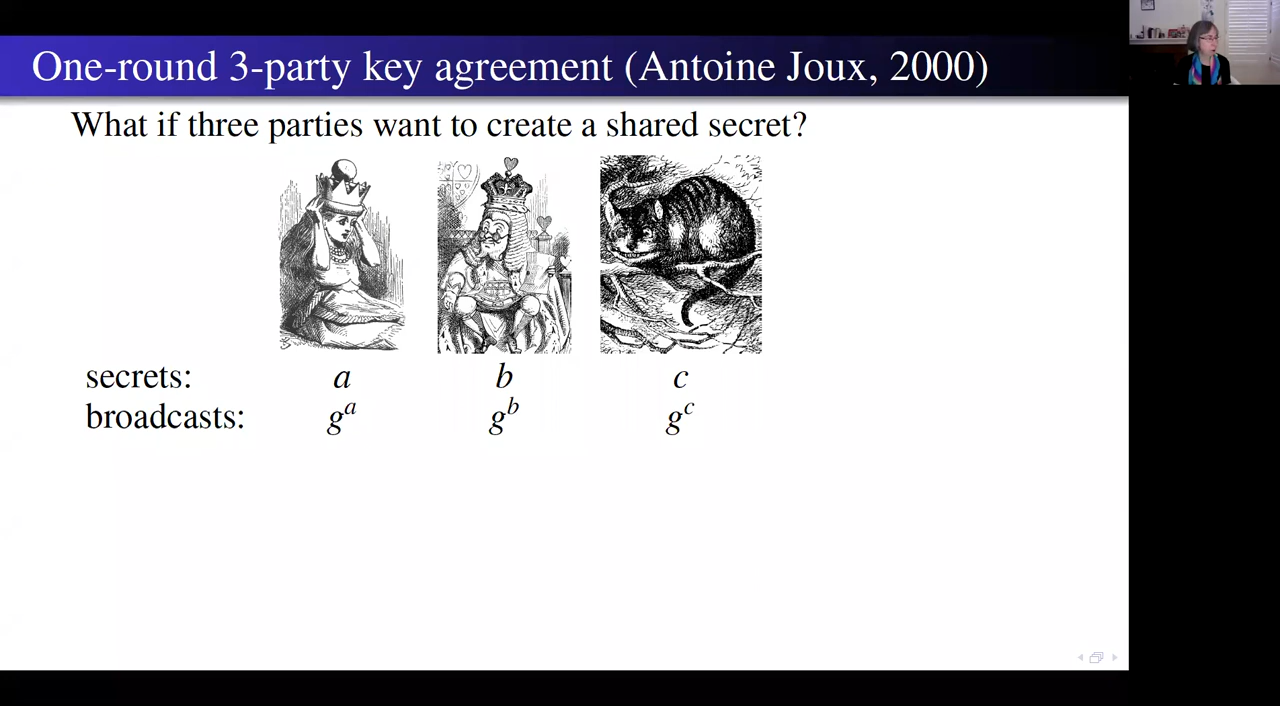 One-round 3-party key agreement (Antoine Joux, 2000)
What if three parties want to create a shared secret?
secrets: a b c
broadcasts: g^a g^b g^c